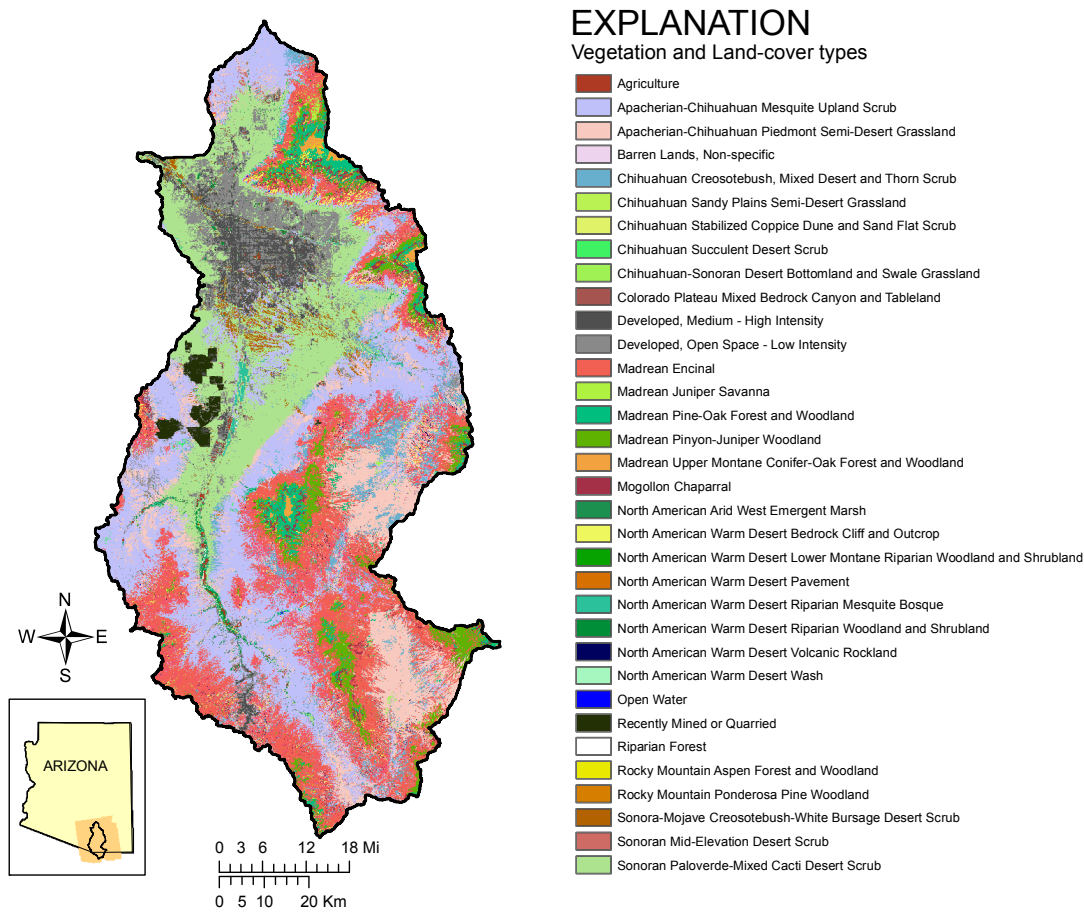 EXPLANATION
Vegetation and Land-cover types
Agriculture
Apacherian-Chihuahuan Mesquite Upland Scrub
Apacherian-Chihuahuan Piedmont Semi-Desert Grassland
Barren Lands, Non-specific
Chihuahuan Creosotebush, Mixed Desert and Thorn Scrub
Chihuahuan Sandy Plains Semi-Desert Grassland
Chihuahuan Stabilized Coppice Dune and Sand Flat Scrub
Chihuahuan Succulent Desert Scrub
Chihuahuan-Sonoran Desert Bottomland and Swale Grassland
Colorado Plateau Mixed Bedrock Canyon and Tableland
Developed, Medium - High Intensity
Developed, Open Space - Low Intensity
Madrean Encinal
Madrean Juniper Savanna
Madrean Pine-Oak Forest and Woodland
Madrean Pinyon-Juniper Woodland
Madrean Upper Montane Conifer-Oak Forest and Woodland
Mogollon Chaparral
North American Arid West Emergent Marsh
North American Warm Desert Bedrock Cliff and Outcrop
North American Warm Desert Lower Montane Riparian Woodland and Shrubland
North American Warm Desert Pavement
North American Warm Desert Riparian Mesquite Bosque
North American Warm Desert Riparian Woodland and Shrubland
North American Warm Desert Volcanic Rockland
North American Warm Desert Wash
Open Water
Recently Mined or Quarried
Riparian Forest
Rocky Mountain Aspen Forest and Woodland
Rocky Mountain Ponderosa Pine Woodland
Sonora-Mojave Creosotebush-White Bursage Desert Scrub
Sonoran Mid-Elevation Desert Scrub
Sonoran Paloverde-Mixed Cacti Desert Scrub
N
W E
S
ARIZONA
0 3 6 12 18 Mi
0 5 10 20 Km